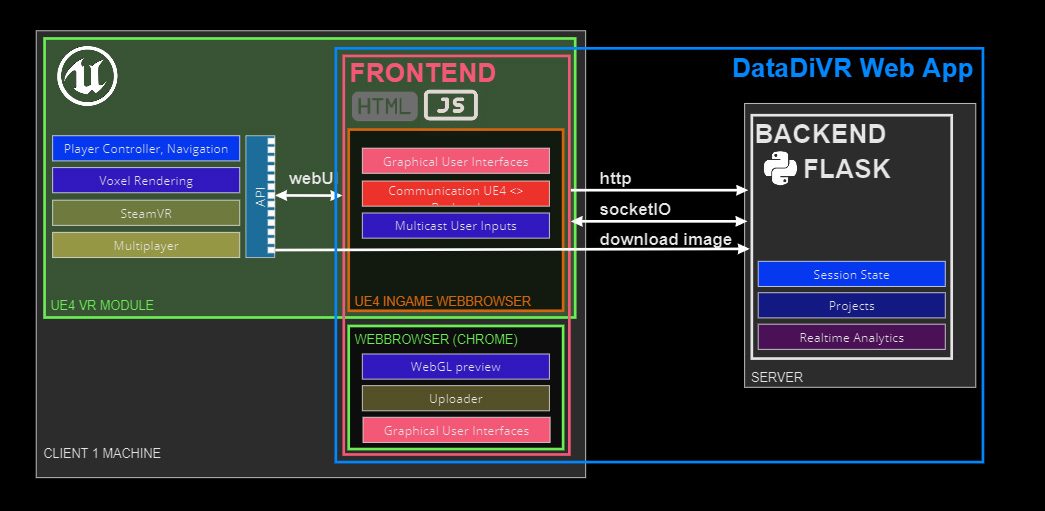 DataDiVR Web App
FRONTEND
HTML
JS
Player Controller, Navigation
Voxel Rendering
SteamVR
Multiplayer
API
webU
UE4 VR MODULE
Graphical User Interfaces
Communication UE4 <>
Multicast User Inputs
UE4 INGAME WEBBROWSER
WEBBROWSER (CHROME)
WebGL preview
Uploader
Graphical User Interfaces
CLIENT 1 MACHINE
http
socketIO
download image
BACKEND
FLASK
Session State
Projects
Realtime Analytics
SERVER